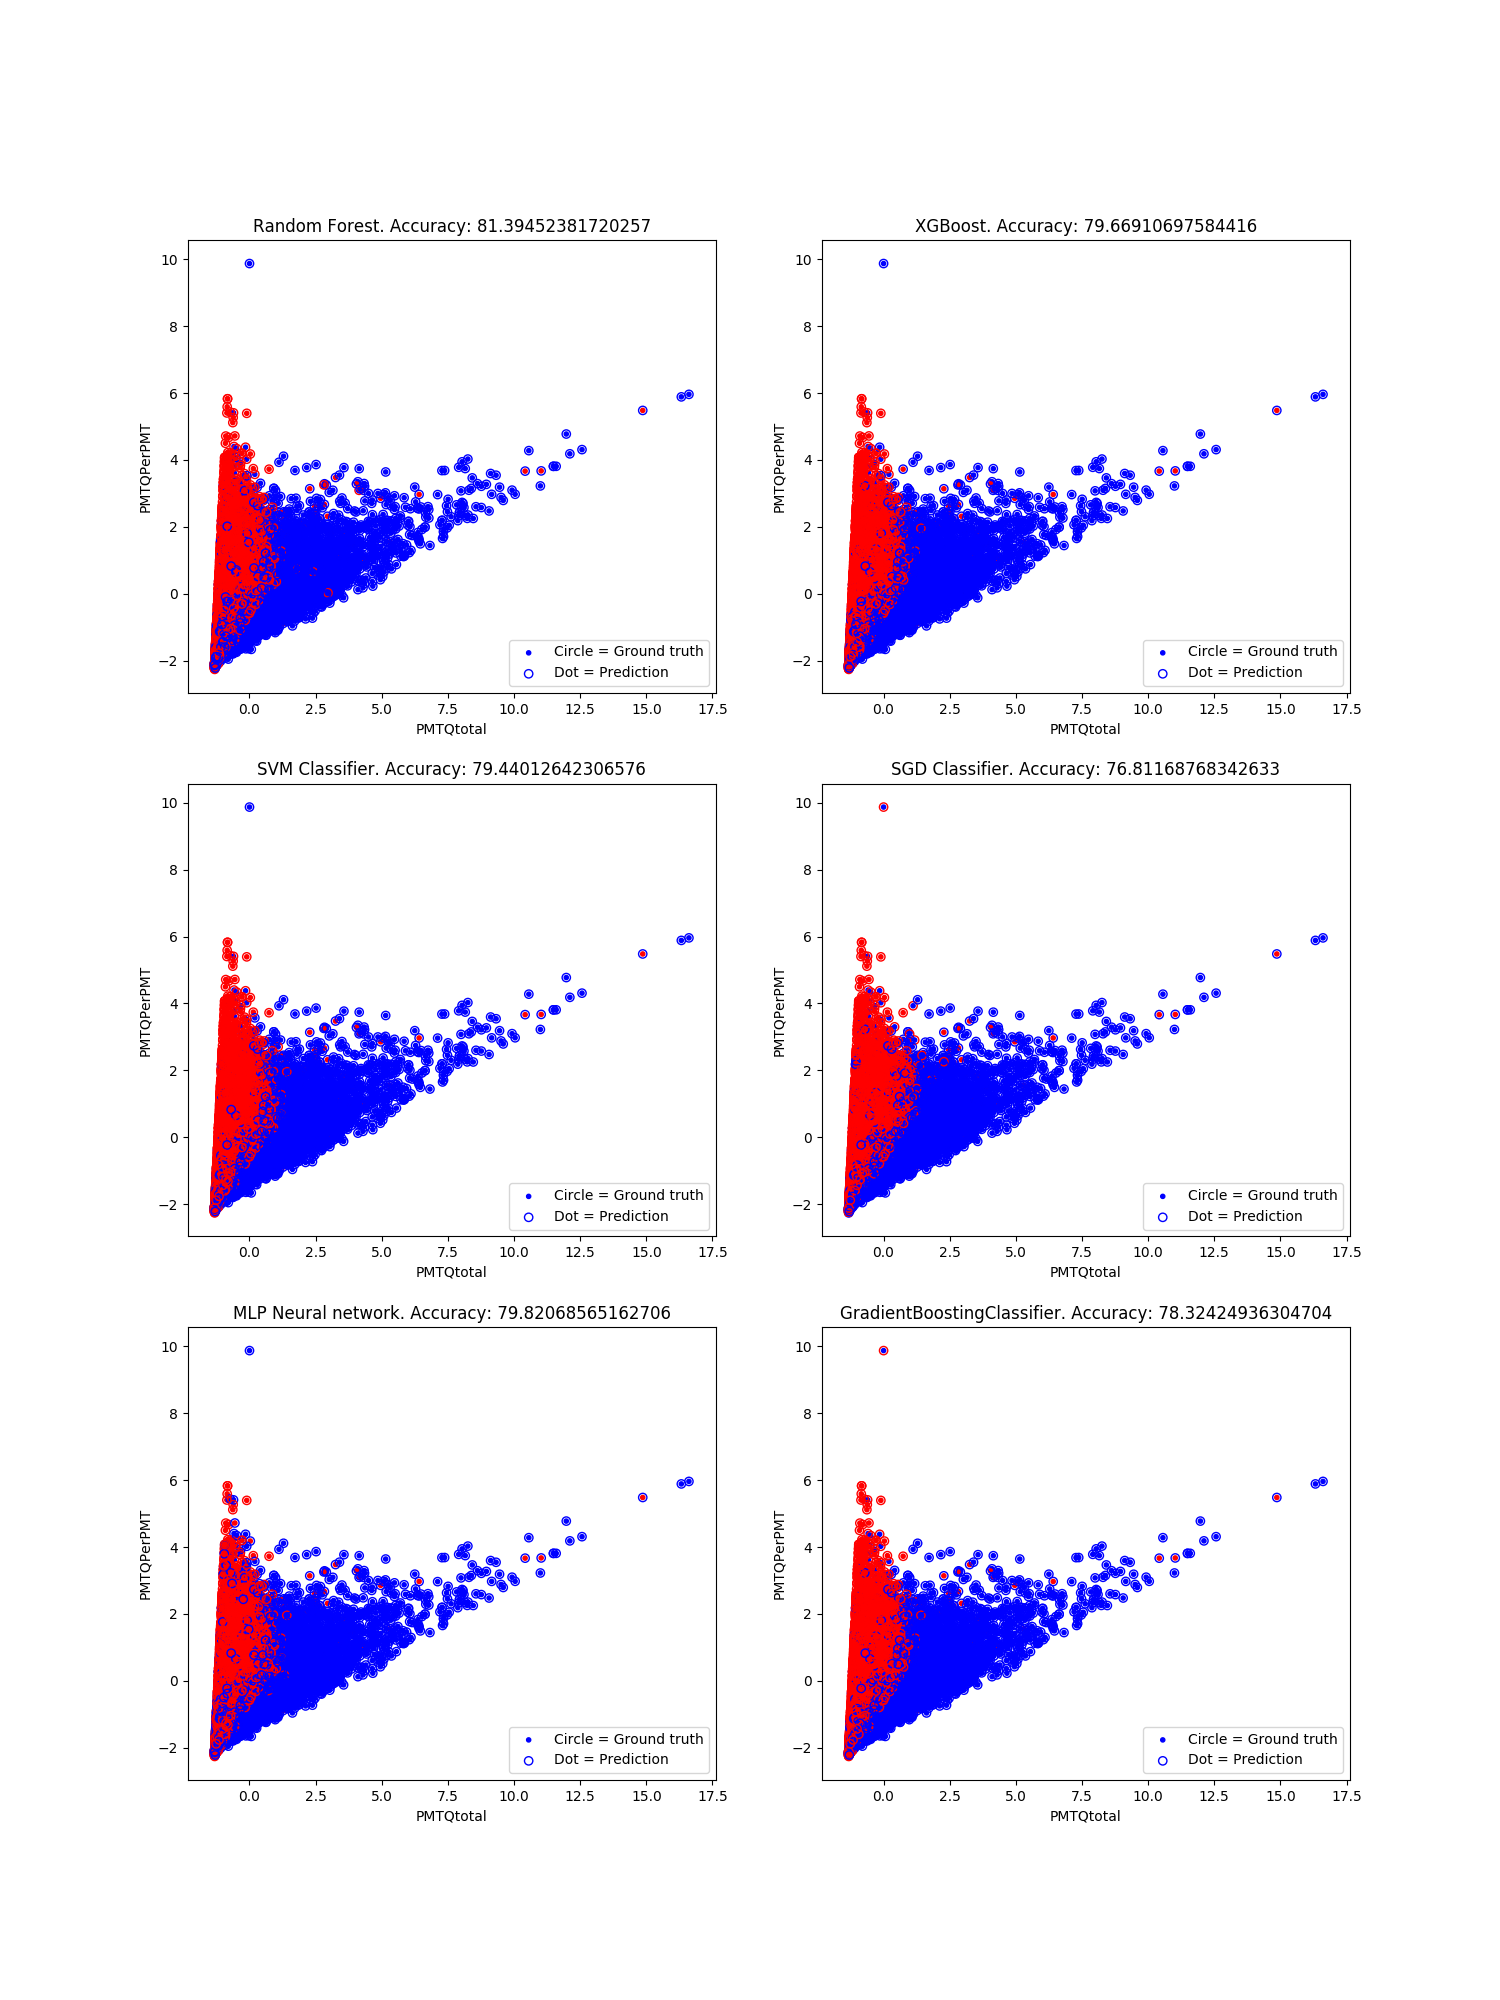 Random Forest. Accuracy: 81.39452381720257
10
8
6
4
2
0
−2
PMTQPerPMT
Circle = Ground truth
Dot = Prediction
0.0 2.5 5.0 7.5 10.0 12.5 15.0 17.5
PMTQtotal
XGBoost. Accuracy: 79.66910697584416
10
8
6
4
2
0
−2
PMTQPerPMT
Circle = Ground truth
Dot = Prediction
0.0 2.5 5.0 7.5 10.0 12.5 15.0 17.5
PMTQtotal
SVM Classifier. Accuracy: 79.44012642306576
10
8
6
4
2
0
−2
PMTQPerPMT
Circle = Ground truth
Dot = Prediction
0.0 2.5 5.0 7.5 10.0 12.5 15.0 17.5
PMTQtotal
SGD Classifier. Accuracy: 76.81168768342633
10
8
6
4
2
0
−2
PMTQPerPMT
Circle = Ground truth
Dot = Prediction
0.0 2.5 5.0 7.5 10.0 12.5 15.0 17.5
PMTQtotal
MLP Neural network. Accuracy: 79.82068565162706
10
8
6
4
2
0
−2
PMTQPerPMT
Circle = Ground truth
Dot = Prediction
0.0 2.5 5.0 7.5 10.0 12.5 15.0 17.5
PMTQtotal
GradientBoostingClassifier. Accuracy: 78.32424936304704
10
8
6
4
2
0
−2
PMTQPerPMT
Circle = Ground truth
Dot = Prediction
0.0 2.5 5.0 7.5 10.0 12.5 15.0 17.5
PMTQtotal